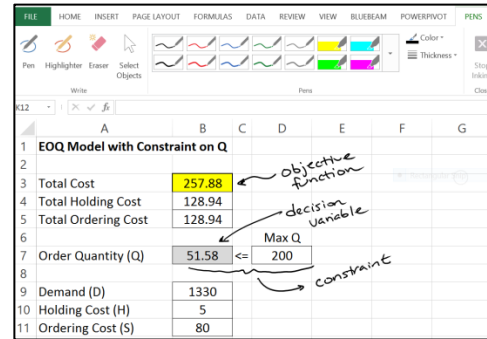 FILE HOME INSERT PAGE LAYOUT FORMULAS DATA REVIEW VIEW BLUEBEAM POWERPIVOT PENS
Color
Thickness
Pen Highlighter Eraser Select Objects
Stop Inking
Write Pens Clos
K12 fx
A B C D E F G
1 EOQ Model with Constraint on Q
2
3 Total Cost 257.88 objective function
4 Total Holding Cost 128.94
5 Total Ordering Cost 128.94 decision variable
6 Max Q
7 Order Quantity (Q) 51.58 <= 200
8 constraint
9 Demand (D) 1330
10 Holding Cost (H) 5
11 Ordering Cost (S) 80